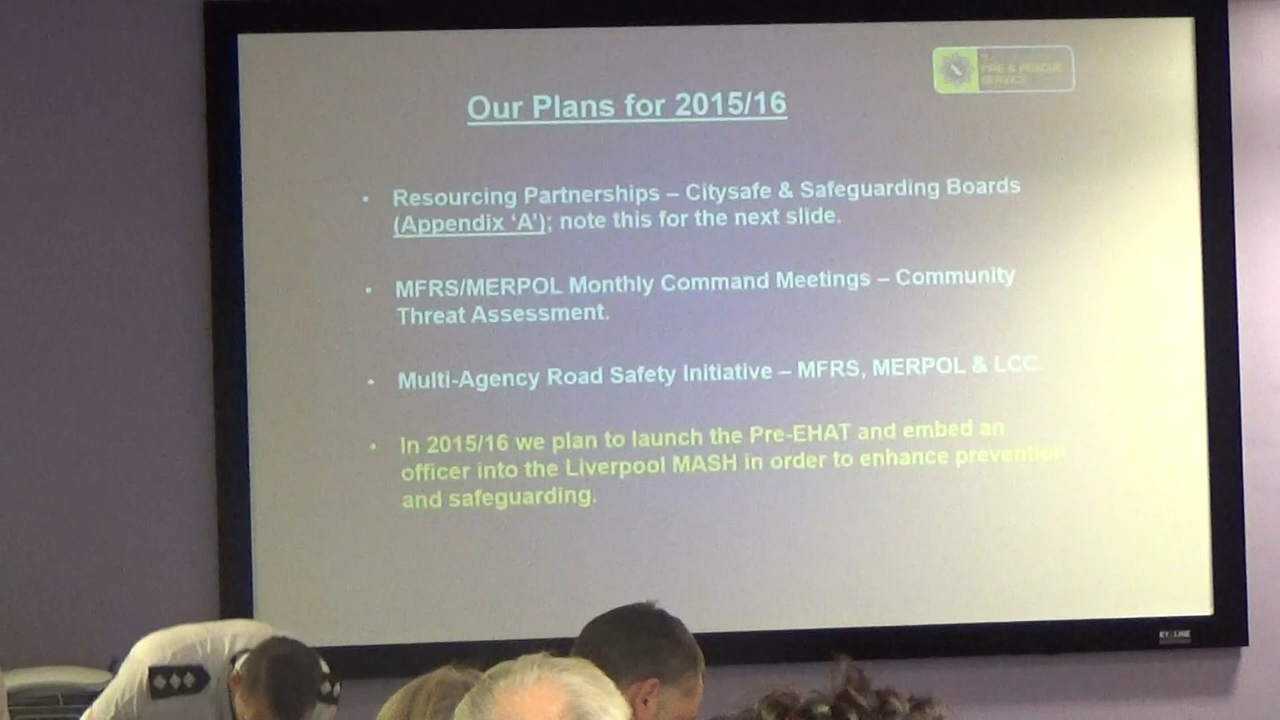 FIRE & RESCUE
SERVICE
Our Plans for 2015/16
• Resourcing Partnerships – Citysafe & Safeguarding Boards
(Appendix ‘A’); note this for the next slide.
• MFRS/MERPOL Monthly Command Meetings – Community
Threat Assessment.
• Multi-Agency Road Safety Initiative – MFRS, MERPOL & LCC.
• In 2015/16 we plan to launch the Pre-EHAT and embed an
officer into the Liverpool MASH in order to enhance prevention
and safeguarding.